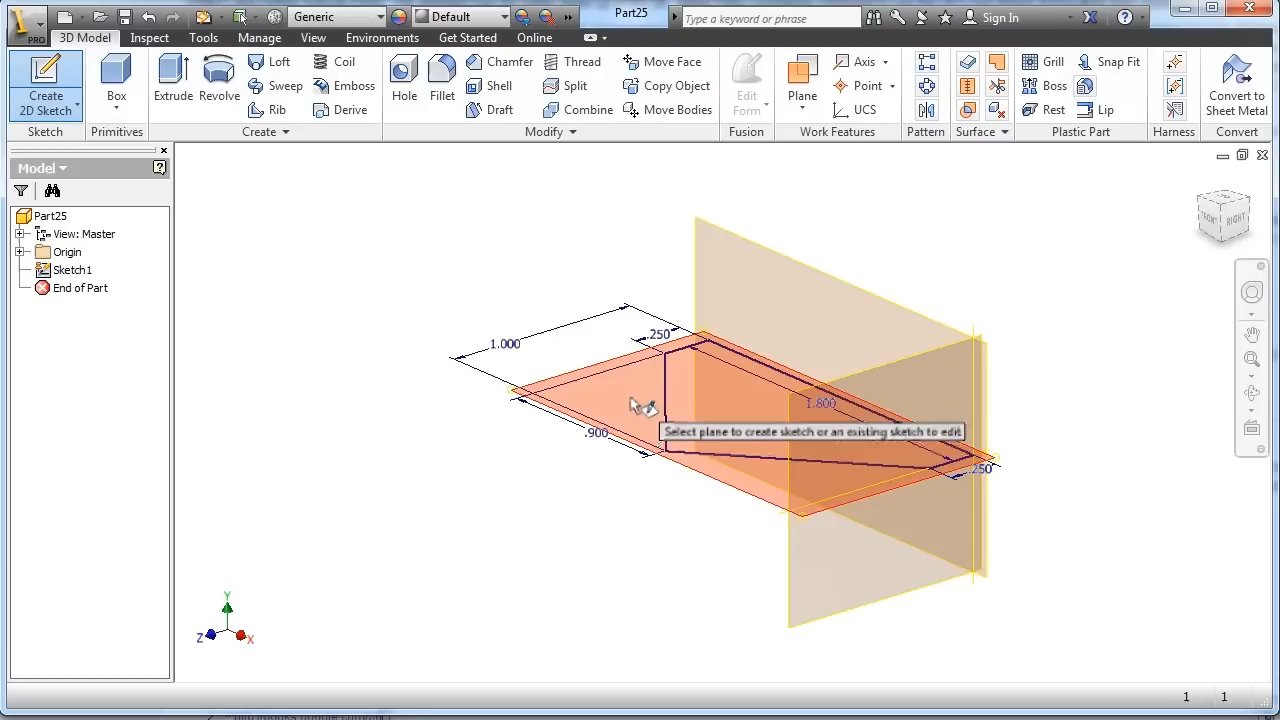 PRO
Generic
Default
Part25
Type a keyword or phrase
Sign In
3D Model
Inspect
Tools
Manage
View
Environments
Get Started
Online
Create
2D Sketch
Sketch
Box
Primitives
Extrude
Revolve
Loft
Sweep
Rib
Coil
Emboss
Derive
Create
Hole
Fillet
Chamfer
Shell
Draft
Thread
Split
Combine
Move Face
Copy Object
Move Bodies
Modify
Edit
Form
Fusion
Plane
Axis
Point
UCS
Work Features
Pattern
Surface
Grill
Boss
Rest
Snap Fit
Lip
Plastic Part
Harness
Convert to
Sheet Metal
Convert
Model
Part25
View: Master
Origin
Sketch1
End of Part
FRONT
RIGHT
1.000
.250
1.800
.900
Select plane to create sketch or an existing sketch to edit
.250
Y
Z
X
1
1